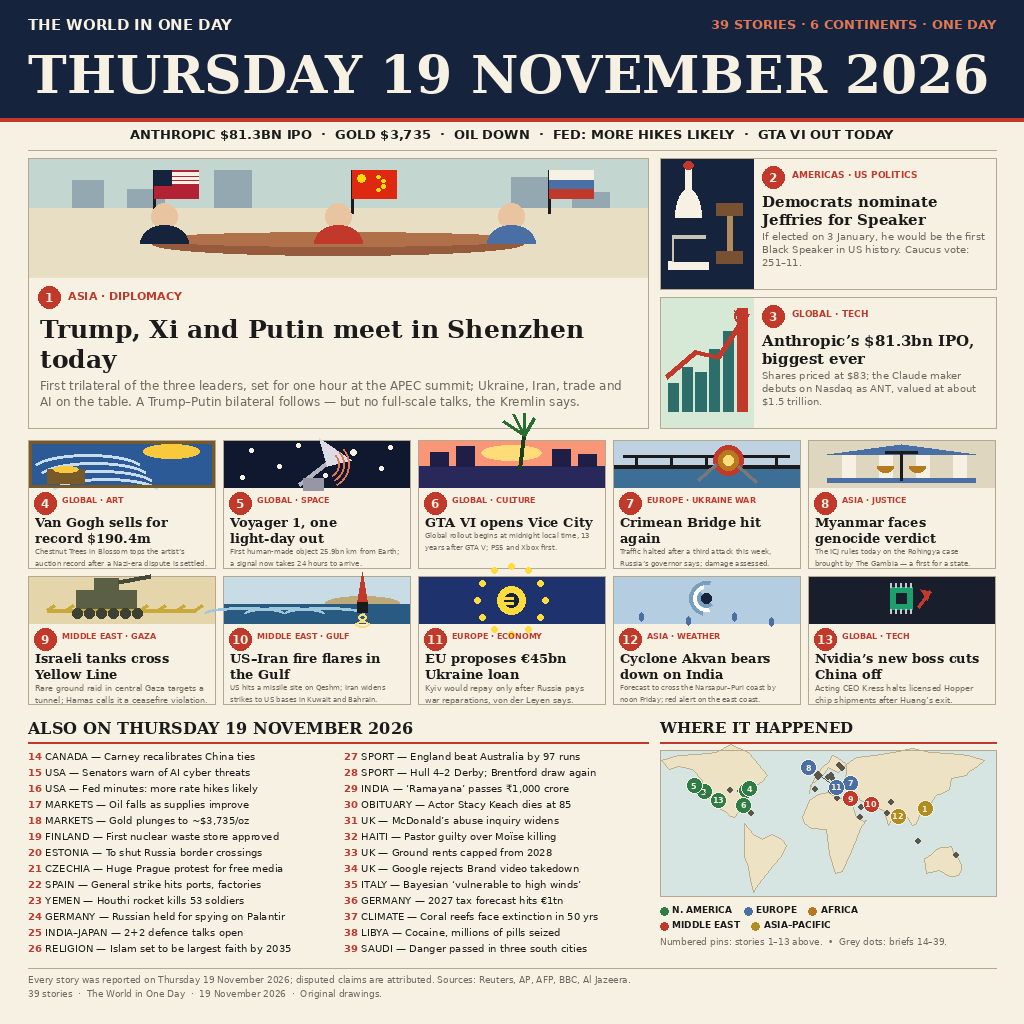 THE WORLD IN ONE DAY
39 STORIES · 6 CONTINENTS · ONE DAY
THURSDAY 19 NOVEMBER 2026
ANTHROPIC $81.3BN IPO · GOLD $3,735 · OIL DOWN · FED: MORE HIKES LIKELY · GTA VI OUT TODAY
1 ASIA · DIPLOMACY
Trump, Xi and Putin meet in Shenzhen
today
First trilateral of the three leaders, set for one hour at the APEC summit; Ukraine, Iran, trade and
AI on the table. A Trump–Putin bilateral follows — but no full-scale talks, the Kremlin says.
2 AMERICAS · US POLITICS
Democrats nominate
Jeffries for Speaker
If elected on 3 January, he would be the first
Black Speaker in US history. Caucus vote:
251–11.
3 GLOBAL · TECH
Anthropic’s $81.3bn IPO,
biggest ever
Shares priced at $83; the Claude maker
debuts on Nasdaq as ANT, valued at about
$1.5 trillion.
4 GLOBAL · ART
Van Gogh sells for
record $190.4m
Chestnut Trees in Blossom tops the artist’s
auction record after a Nazi-era dispute is settled.
5 GLOBAL · SPACE
Voyager 1, one
light-day out
First human-made object 25.9bn km from Earth;
a signal now takes 24 hours to arrive.
6 GLOBAL · CULTURE
GTA VI opens Vice City
Global rollout begins at midnight local time, 13
years after GTA V; PS5 and Xbox first.
7 EUROPE · UKRAINE WAR
Crimean Bridge hit
again
Traffic halted after a third attack this week,
Russia’s governor says; damage assessed.
8 ASIA · JUSTICE
Myanmar faces
genocide verdict
The ICJ rules today on the Rohingya case
brought by The Gambia — a first for a state.
9 MIDDLE EAST · GAZA
Israeli tanks cross
Yellow Line
Rare ground raid in central Gaza targets a
tunnel; Hamas calls it a ceasefire violation.
10 MIDDLE EAST · GULF
US–Iran fire flares in
the Gulf
US hits a missile site on Qeshm; Iran widens
strikes to US bases in Kuwait and Bahrain.
11 EUROPE · ECONOMY
EU proposes €45bn
Ukraine loan
Kyiv would repay only after Russia pays
war reparations, von der Leyen says.
12 ASIA · WEATHER
Cyclone Akvan bears
down on India
Forecast to cross the Narsapur–Puri coast by
noon Friday; red alert on the east coast.
13 GLOBAL · TECH
Nvidia’s new boss cuts
China off
Acting CEO Kress halts licensed Hopper
chip shipments after Huang’s exit.
ALSO ON THURSDAY 19 NOVEMBER 2026
14 CANADA — Carney recalibrates China ties
15 USA — Senators warn of AI cyber threats
16 USA — Fed minutes: more rate hikes likely
17 MARKETS — Oil falls as supplies improve
18 MARKETS — Gold plunges to ~$3,735/oz
19 FINLAND — First nuclear waste store approved
20 ESTONIA — To shut Russia border crossings
21 CZECHIA — Huge Prague protest for free media
22 SPAIN — General strike hits ports, factories
23 YEMEN — Houthi rocket kills 53 soldiers
24 GERMANY — Russian held for spying on Palantir
25 INDIA–JAPAN — 2+2 defence talks open
26 RELIGION — Islam set to be largest faith by 2035
27 SPORT — England beat Australia by 97 runs
28 SPORT — Hull 4–2 Derby; Brentford draw again
29 INDIA — ‘Ramayana’ passes ₹1,000 crore
30 OBITUARY — Actor Stacy Keach dies at 85
31 UK — McDonald’s abuse inquiry widens
32 HAITI — Pastor guilty over Moïse killing
33 UK — Ground rents capped from 2028
34 UK — Google rejects Brand video takedown
35 ITALY — Bayesian ‘vulnerable to high winds’
36 GERMANY — 2027 tax forecast hits €1tn
37 CLIMATE — Coral reefs face extinction in 50 yrs
38 LIBYA — Cocaine, millions of pills seized
39 SAUDI — Danger passed in three south cities
WHERE IT HAPPENED
8
5
4
7
11
13
9
10
6
1
12
N. AMERICA EUROPE AFRICA
MIDDLE EAST ASIA-PACIFIC
Numbered pins: stories 1–13 above. • Grey dots: briefs 14–39.
Every story was reported on Thursday 19 November 2026; disputed claims are attributed. Sources: Reuters, AP, AFP, BBC, Al Jazeera.
39 stories · The World in One Day · 19 November 2026 · Original drawings.